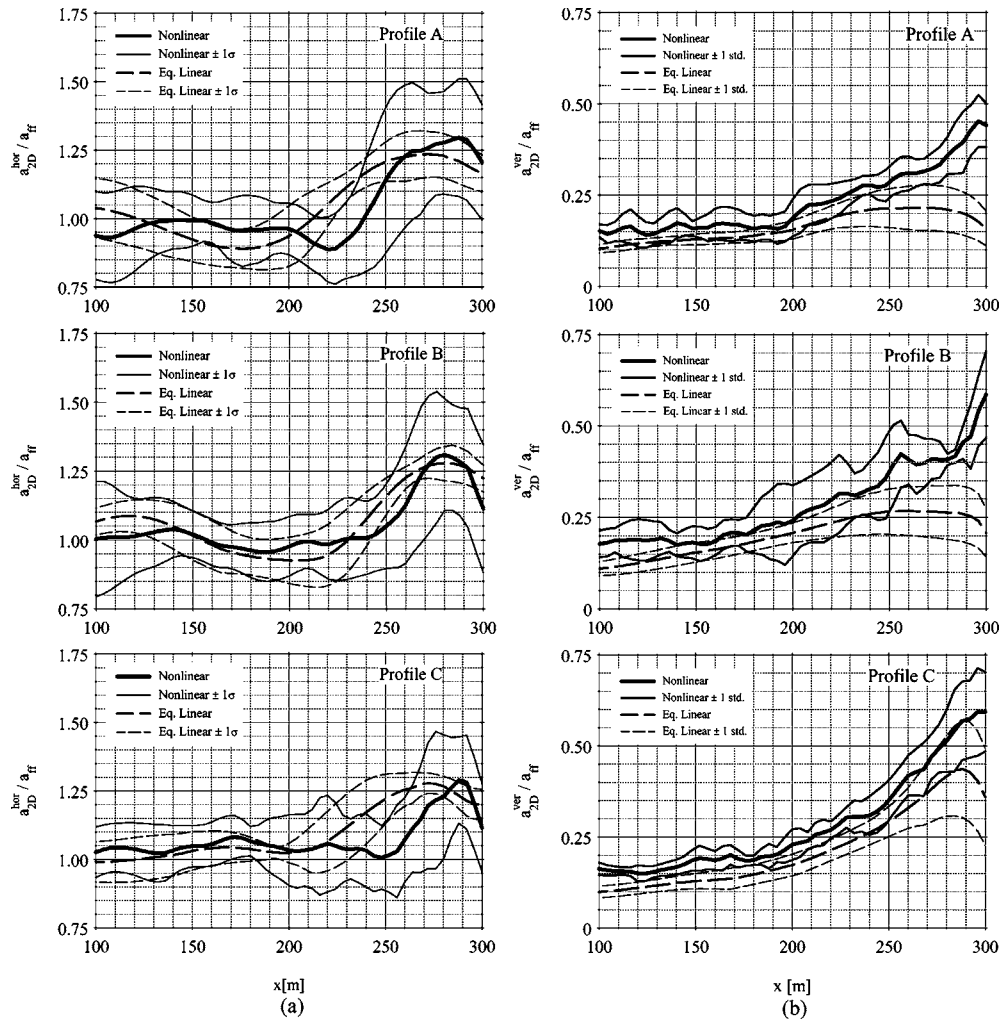 Profile A
Nonlinear
Nonlinear ± 1σ
Eq. Linear
Eq. Linear ± 1σ
1.75
1.50
1.25
1.00
0.75
100 150 200 250 300
a_2D^hor / a_ff
Profile B
Nonlinear
Nonlinear ± 1σ
Eq. Linear
Eq. Linear ± 1σ
1.75
1.50
1.25
1.00
0.75
100 150 200 250 300
a_2D^hor / a_ff
Profile C
Nonlinear
Nonlinear ± 1σ
Eq. Linear
Eq. Linear ± 1σ
1.75
1.50
1.25
1.00
0.75
100 150 200 250 300
a_2D^hor / a_ff
x[m]
(a)
Profile A
Nonlinear
Nonlinear ± 1 std.
Eq. Linear
Eq. Linear ± 1 std.
0.75
0.50
0.25
0
100 150 200 250 300
a_2D^ver / a_ff
Profile B
Nonlinear
Nonlinear ± 1 std.
Eq. Linear
Eq. Linear ± 1 std.
0.75
0.50
0.25
0
100 150 200 250 300
a_2D^ver / a_ff
Profile C
Nonlinear
Nonlinear ± 1 std.
Eq. Linear
Eq. Linear ± 1 std.
0.75
0.50
0.25
0
100 150 200 250 300
a_2D^ver / a_ff
x [m]
(b)